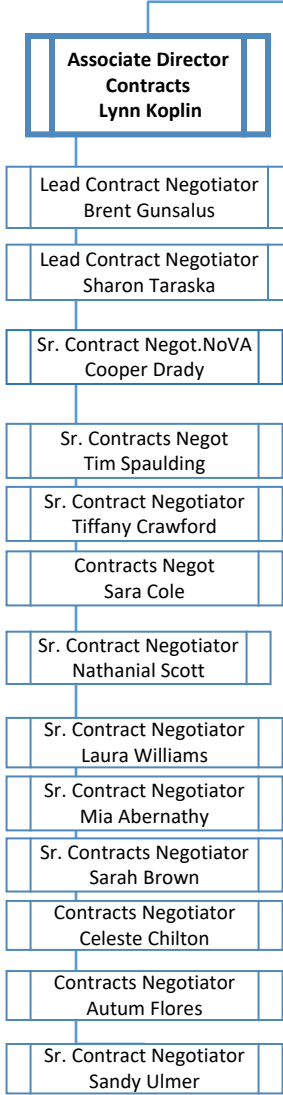 Associate Director
Contracts
Lynn Koplin
Lead Contract Negotiator
Brent Gunsalus
Lead Contract Negotiator
Sharon Taraska
Sr. Contract Negot.NoVA
Cooper Drady
Sr. Contracts Negot
Tim Spaulding
Sr. Contract Negotiator
Tiffany Crawford
Contracts Negot
Sara Cole
Sr. Contract Negotiator
Nathanial Scott
Sr. Contract Negotiator
Laura Williams
Sr. Contract Negotiator
Mia Abernathy
Sr. Contracts Negotiator
Sarah Brown
Contracts Negotiator
Celeste Chilton
Contracts Negotiator
Autum Flores
Sr. Contract Negotiator
Sandy Ulmer